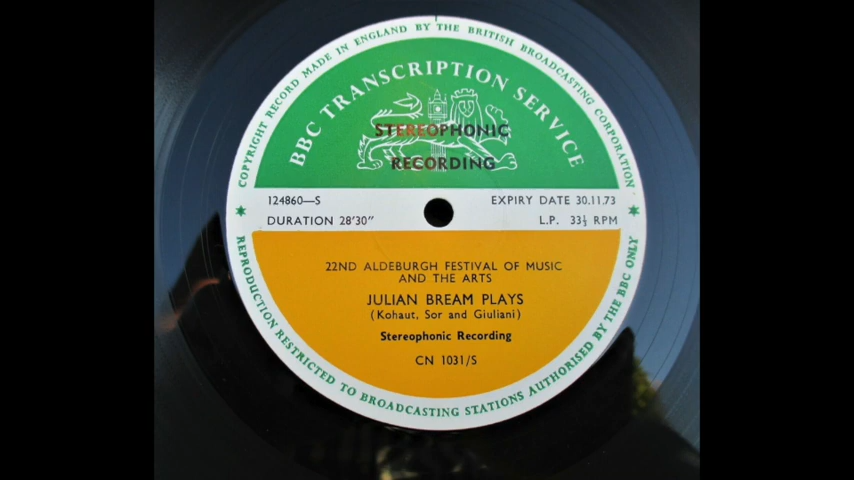 COPYRIGHT RECORD MADE IN ENGLAND BY THE BRITISH BROADCASTING CORPORATION
BBC TRANSCRIPTION SERVICE
STEREOPHONIC
RECORDING
124860—S
EXPIRY DATE 30.11.73
DURATION 28'30"
L.P. 33⅓ RPM
22ND ALDEBURGH FESTIVAL OF MUSIC
AND THE ARTS
JULIAN BREAM PLAYS
(Kohaut, Sor and Giuliani)
Stereophonic Recording
CN 1031/S
REPRODUCTION RESTRICTED TO BROADCASTING STATIONS AUTHORISED BY THE BBC ONLY